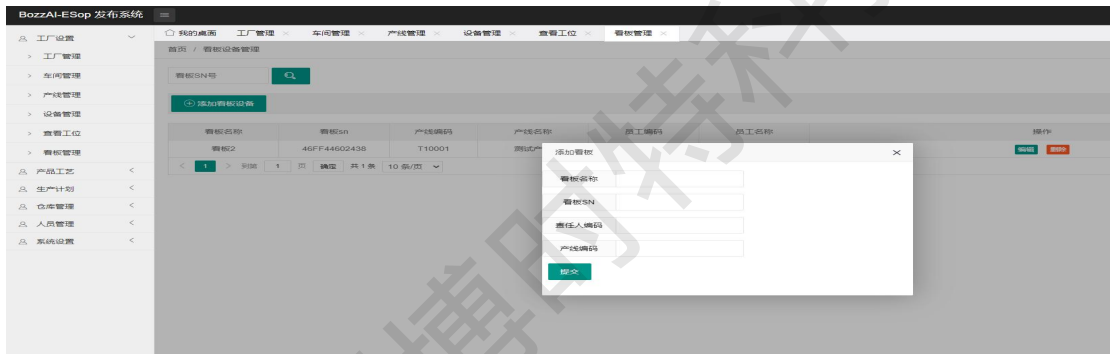 BozzAI-ESop 发布系统
工厂设置
工厂管理
车间管理
产线管理
设备管理
查看工位
看板管理
产品工艺
生产计划
仓库管理
人员管理
系统设置
我的桌面 工厂管理 × 车间管理 × 产线管理 × 设备管理 × 查看工位 × 看板管理 ×
首页 / 看板设备管理
看板SN号
添加看板设备
看板名称 看板sn 产线编码 产线名称 员工编码 员工名称 操作
看板2 46FF44602438 T10001 测试产 编辑 删除
< 1 > 到第 1 页 确定 共 1 条 10 条/页
添加看板 ×
看板名称
看板SN
责任人编码
产线编码
提交
博时特科